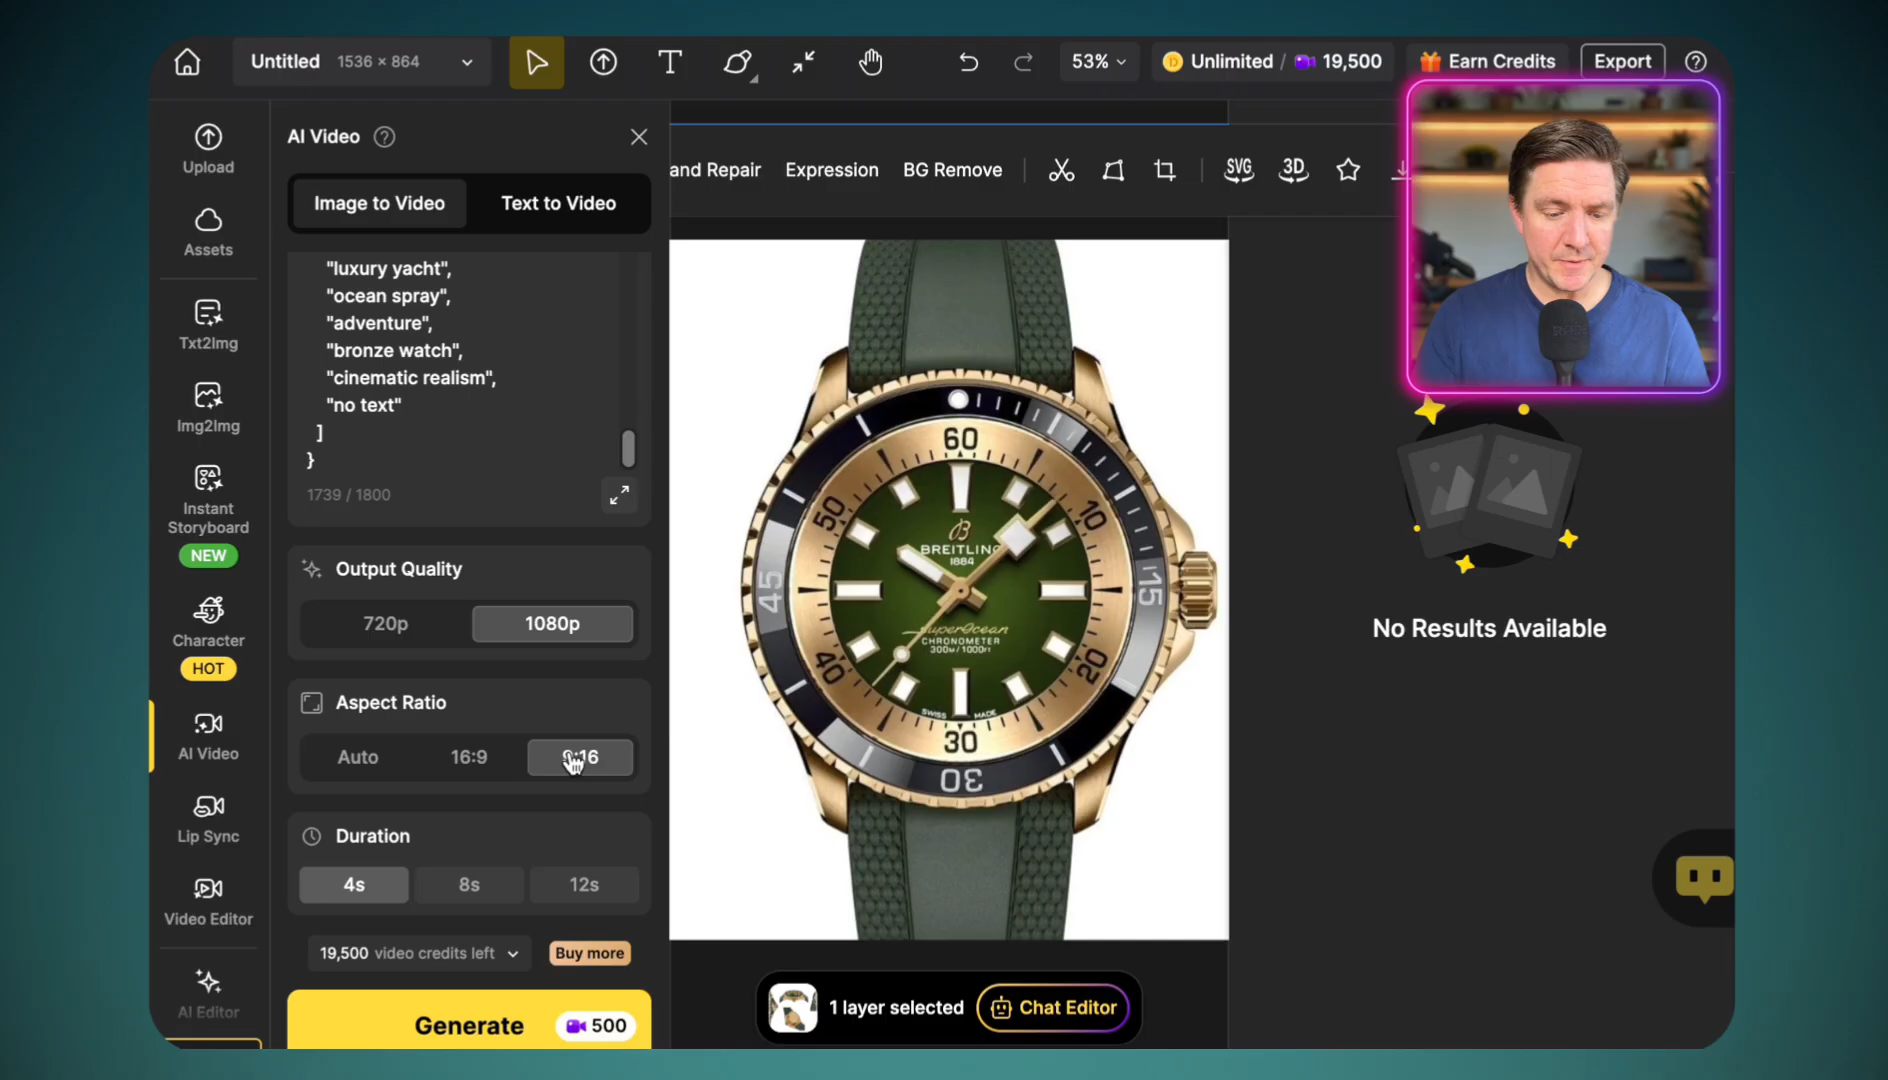 Untitled 1536 × 864
53%
Unlimited / 19,500
Earn Credits
Export
Upload
Assets
Txt2Img
Img2Img
Instant
Storyboard
NEW
Character
HOT
AI Video
Lip Sync
Video Editor
AI Editor
AI Video
Image to Video
Text to Video
"luxury yacht",
"ocean spray",
"adventure",
"bronze watch",
"cinematic realism",
"no text"
]
}
1739 / 1800
Output Quality
720p
1080p
Aspect Ratio
Auto
16:9
9:16
Duration
4s
8s
12s
19,500 video credits left
Buy more
Generate 500
and Repair
Expression
BG Remove
SVG
3D
60
10
15
20
30
30
40
45
50
B
BREITLING
1884
superOcean
CHRONOMETER
300M/1000FT
SWISS MADE
1 layer selected
Chat Editor
No Results Available